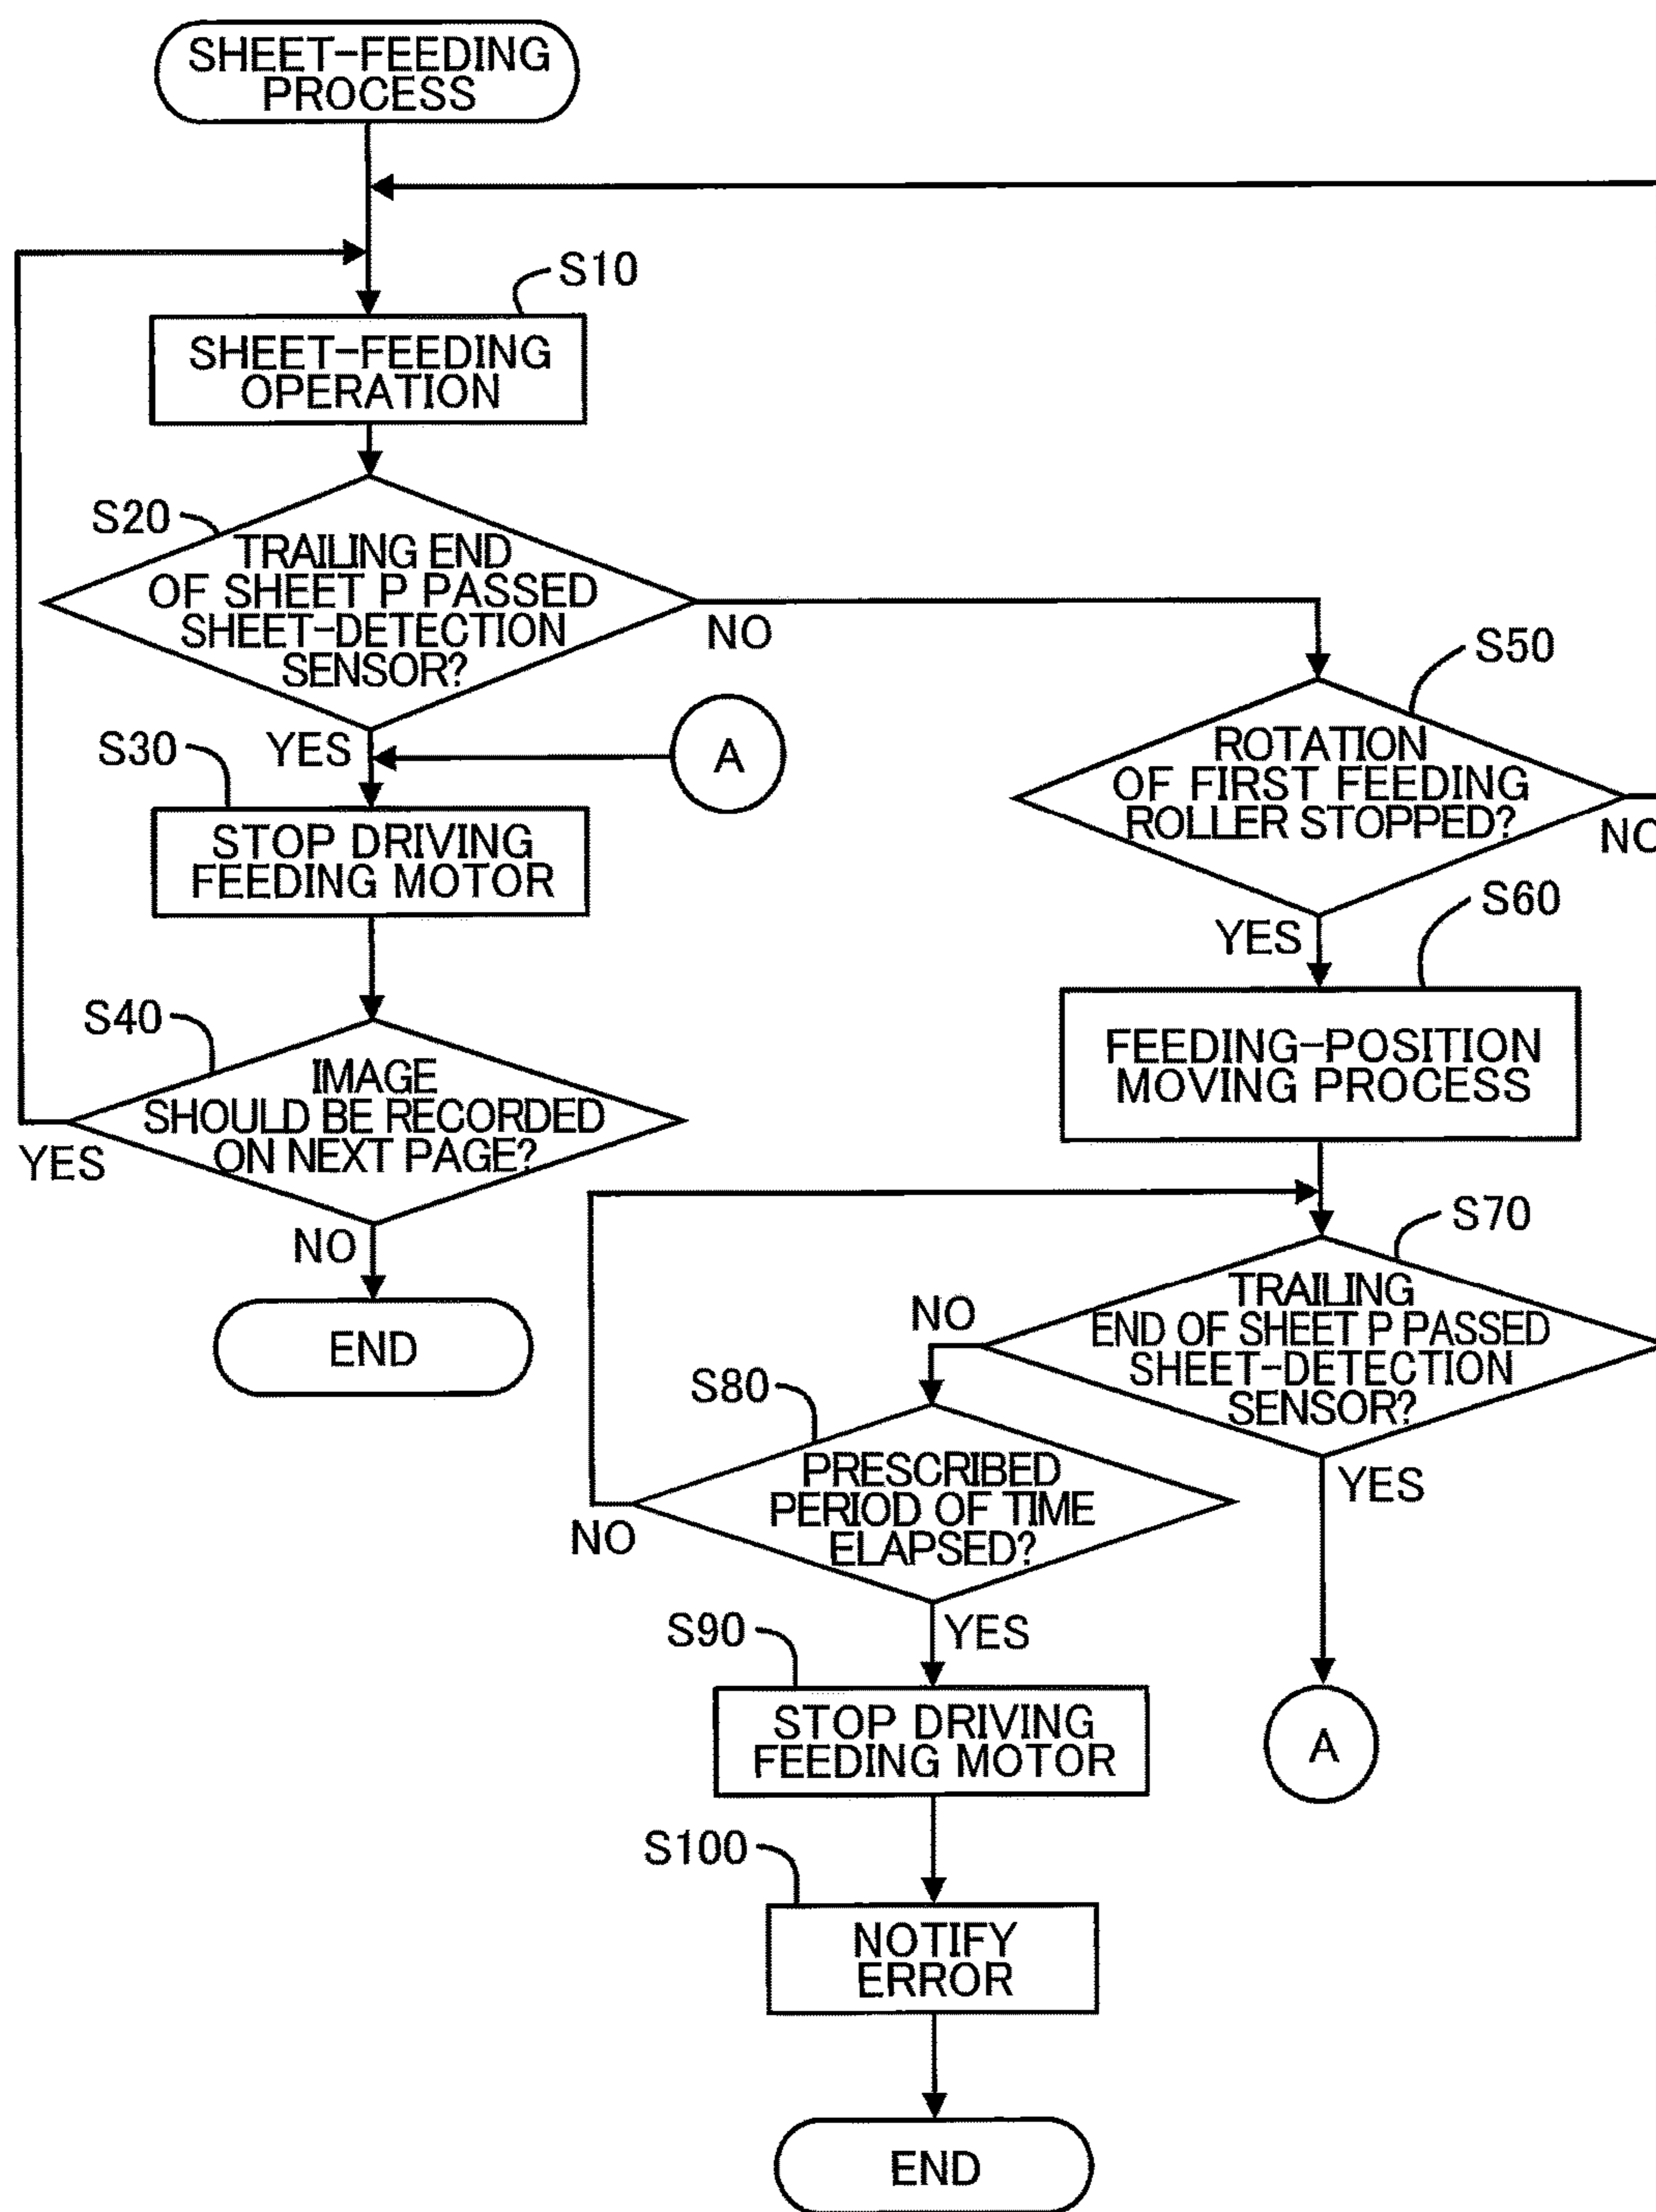 SHEET-FEEDING
PROCESS
S10
SHEET-FEEDING
OPERATION
S20
TRAILING END
OF SHEET P PASSED
SHEET-DETECTION
SENSOR?
NO
YES
A
S30
STOP DRIVING
FEEDING MOTOR
S40
IMAGE
SHOULD BE RECORDED
ON NEXT PAGE?
YES
NO
END
S50
ROTATION
OF FIRST FEEDING
ROLLER STOPPED?
NO
YES
S60
FEEDING-POSITION
MOVING PROCESS
S70
TRAILING
END OF SHEET P PASSED
SHEET-DETECTION
SENSOR?
NO
YES
A
S80
PRESCRIBED
PERIOD OF TIME
ELAPSED?
NO
YES
S90
STOP DRIVING
FEEDING MOTOR
S100
NOTIFY
ERROR
END